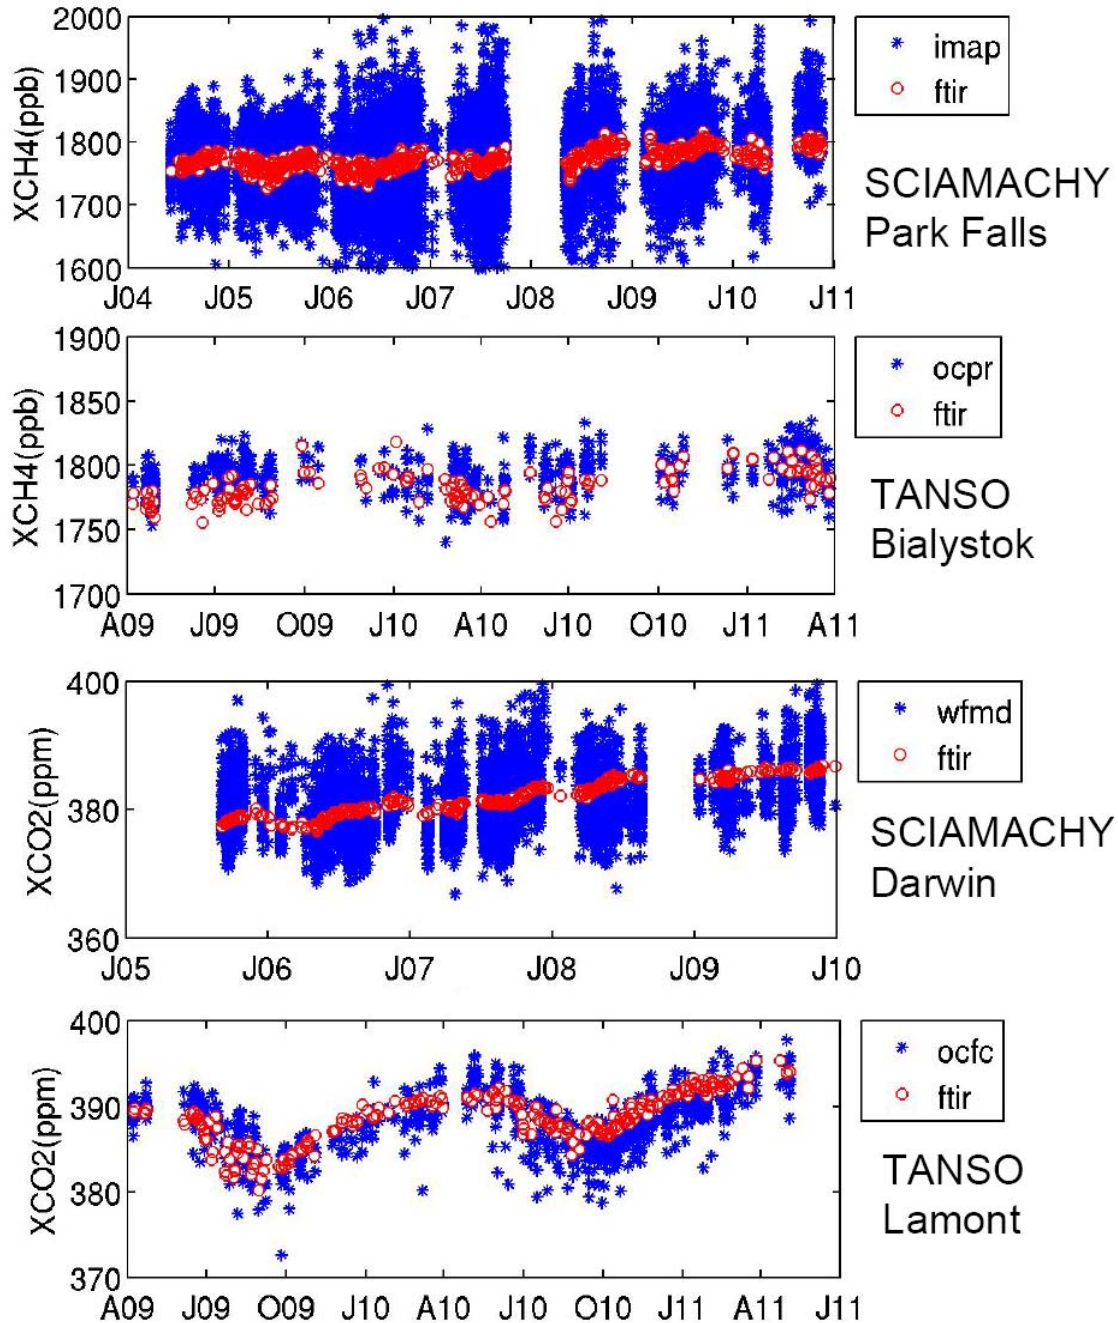 2000
1900
1800
1700
1600
XCH4(ppb)
J04 J05 J06 J07 J08 J09 J10 J11
imap
ftir
SCIAMACHY
Park Falls
1900
1850
1800
1750
1700
XCH4(ppb)
A09 J09 O09 J10 A10 J10 O10 J11 A11
ocpr
ftir
TANSO
Bialystok
400
380
360
XCO2(ppm)
J05 J06 J07 J08 J09 J10
wfmd
ftir
SCIAMACHY
Darwin
400
390
380
370
XCO2(ppm)
A09 J09 O09 J10 A10 J10 O10 J11 A11 J11
ocfc
ftir
TANSO
Lamont